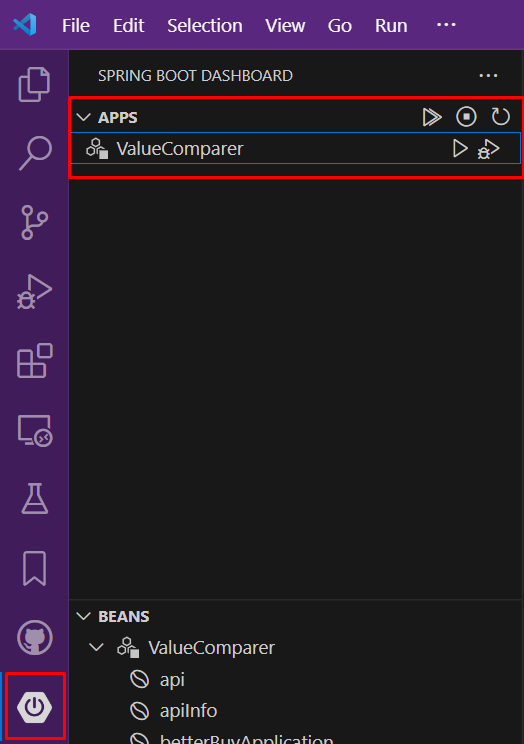 File Edit Selection View Go Run ...
SPRING BOOT DASHBOARD ...
APPS
ValueComparer
BEANS
ValueComparer
api
apiInfo
betterBuyApplication